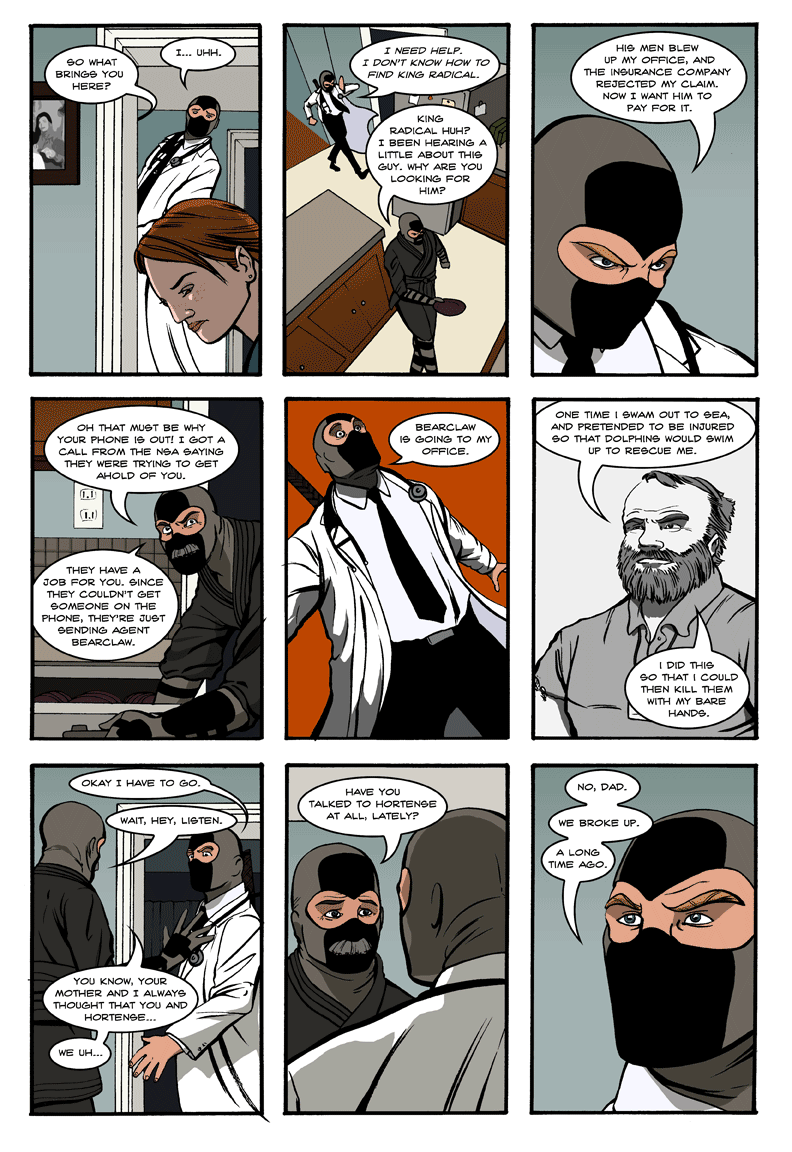 SO WHAT
BRINGS YOU
HERE?
I... UHH.
I NEED HELP.
I DON'T KNOW HOW TO
FIND KING RADICAL.
KING
RADICAL HUH?
I BEEN HEARING A
LITTLE ABOUT THIS
GUY. WHY ARE YOU
LOOKING FOR
HIM?
HIS MEN BLEW
UP MY OFFICE, AND
THE INSURANCE COMPANY
REJECTED MY CLAIM.
NOW I WANT HIM TO
PAY FOR IT.
OH THAT MUST BE WHY
YOUR PHONE IS OUT! I GOT A
CALL FROM THE NSA SAYING
THEY WERE TRYING TO GET
AHOLD OF YOU.
THEY HAVE A
JOB FOR YOU. SINCE
THEY COULDN'T GET
SOMEONE ON THE
PHONE, THEY'RE JUST
SENDING AGENT
BEARCLAW.
BEARCLAW
IS GOING TO MY
OFFICE.
ONE TIME I SWAM OUT TO SEA,
AND PRETENDED TO BE INJURED
SO THAT DOLPHINS WOULD SWIM
UP TO RESCUE ME.
I DID THIS
SO THAT I COULD
THEN KILL THEM
WITH MY BARE
HANDS.
OKAY I HAVE TO GO.
WAIT, HEY, LISTEN.
YOU KNOW, YOUR
MOTHER AND I ALWAYS
THOUGHT THAT YOU AND
HORTENSE...
WE UH...
HAVE YOU
TALKED TO HORTENSE
AT ALL, LATELY?
NO, DAD.
WE BROKE UP.
A LONG
TIME AGO.